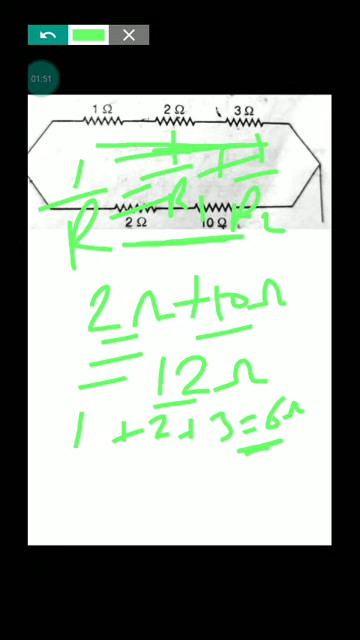 01:51
1 Ω 2 Ω 3 Ω
1/R = 1/R1 + 1/R2
2 Ω 10 Ω
2Ω + 10Ω
= 12Ω
1 + 2 + 3 = 6Ω